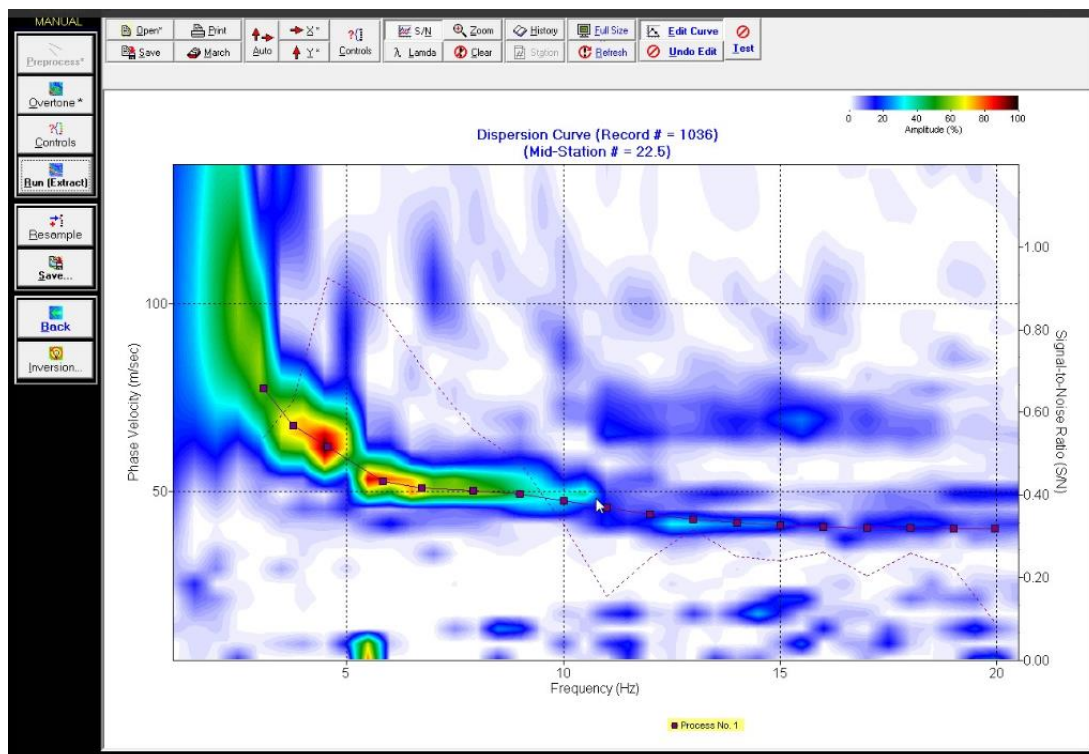 MANUAL
Preprocess*
Overtone *
Controls
Run (Extract)
Resample
Save...
Back
Inversion...
Open*
Save
Print
March
Auto
X*
Y*
Controls
S/N
λ Lamda
Zoom
Clear
History
Station
Full Size
Refresh
Edit Curve
Undo Edit
Test
0 20 40 60 80 100
Amplitude (%)
Dispersion Curve (Record # = 1036)
(Mid-Station # = 22.5)
Phase Velocity (m/sec)
100
50
Signal-to-Noise Ratio (S/N)
1.00
0.80
0.60
0.40
0.20
0.00
5 10 15 20
Frequency (Hz)
Process No. 1